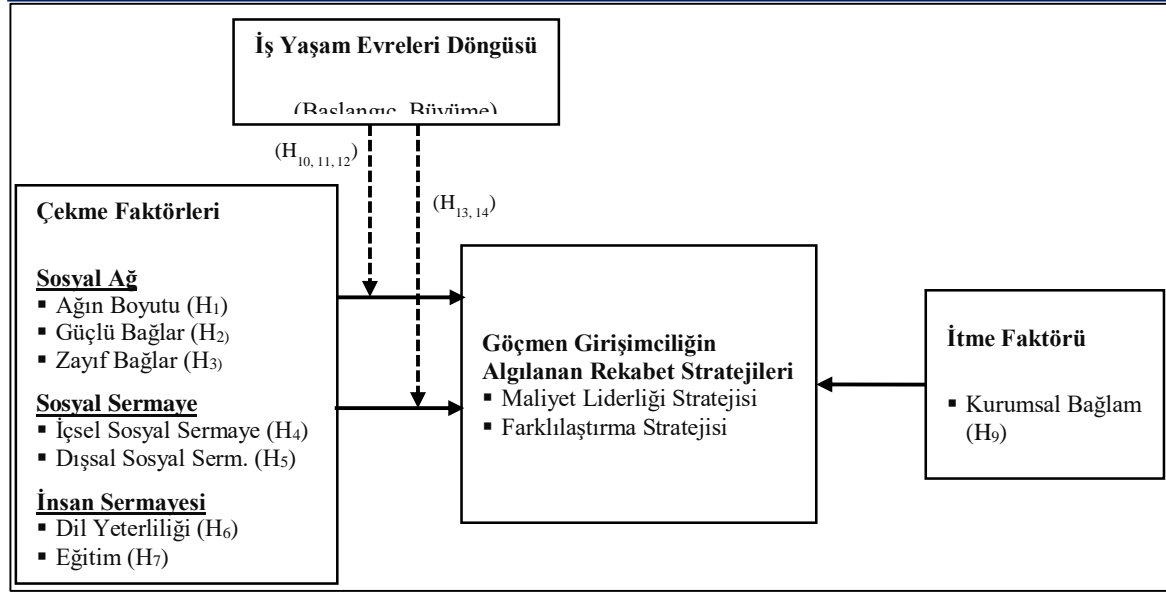 İş Yaşam Evreleri Döngüsü
(Başlangıç, Büyüme)
(H10, 11, 12)
(H13, 14)
Çekme Faktörleri
Sosyal Ağ
▪ Ağın Boyutu (H1)
▪ Güçlü Bağlar (H2)
▪ Zayıf Bağlar (H3)
Sosyal Sermaye
▪ İçsel Sosyal Sermaye (H4)
▪ Dışsal Sosyal Serm. (H5)
İnsan Sermayesi
▪ Dil Yeterliliği (H6)
▪ Eğitim (H7)
Göçmen Girişimciliğin
Algılanan Rekabet Stratejileri
▪ Maliyet Liderliği Stratejisi
▪ Farklılaştırma Stratejisi
İtme Faktörü
▪ Kurumsal Bağlam
(H9)